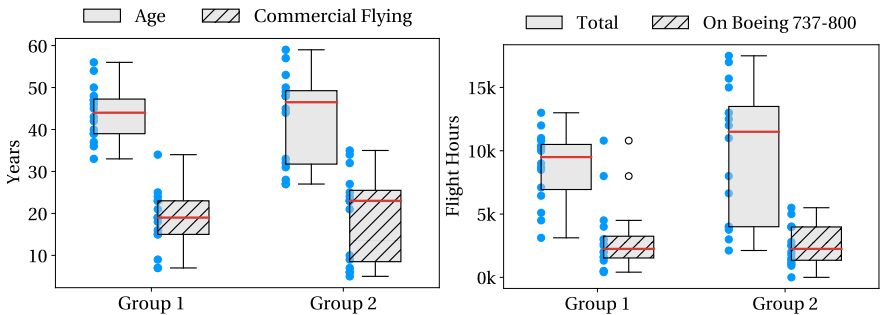 Age Commercial Flying
Years
60
50
40
30
20
10
Group 1 Group 2
Total On Boeing 737-800
Flight Hours
15k
10k
5k
0k
Group 1 Group 2